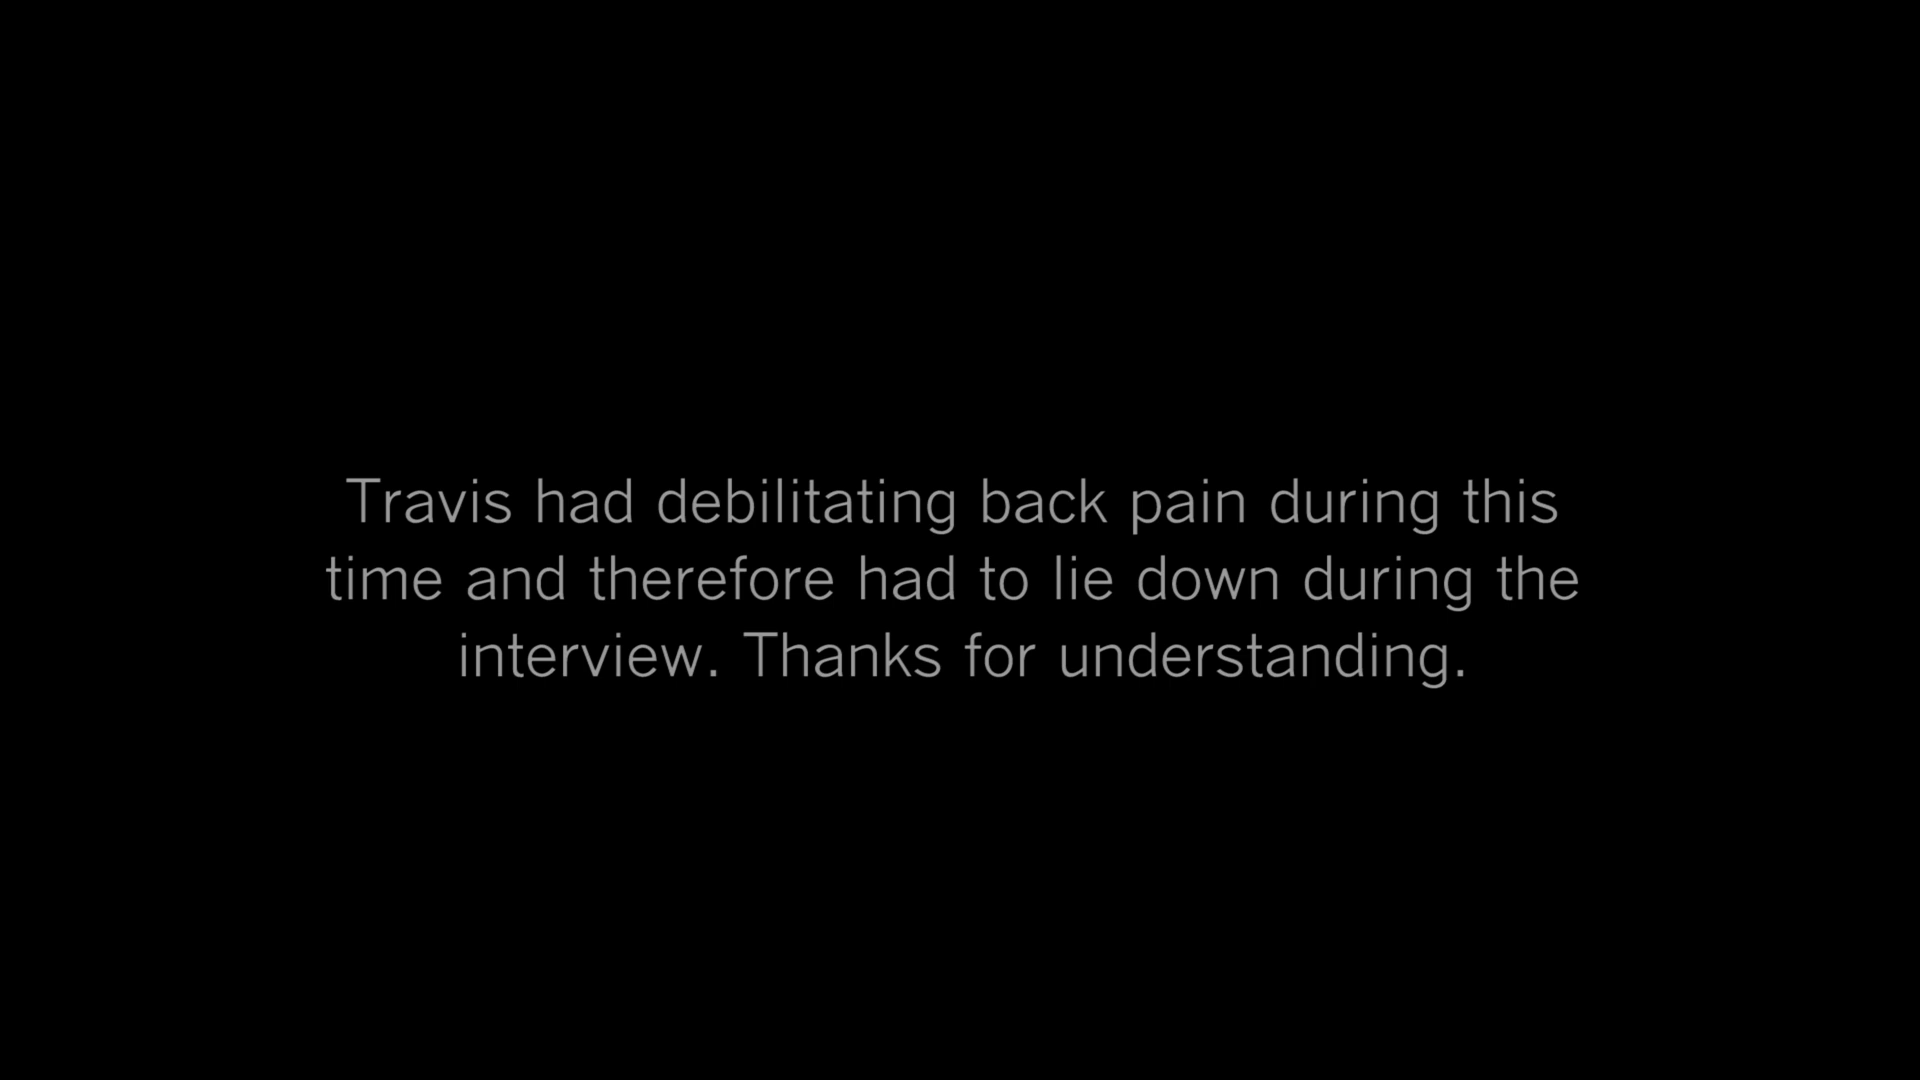 Travis had debilitating back pain during this
time and therefore had to lie down during the
interview. Thanks for understanding.